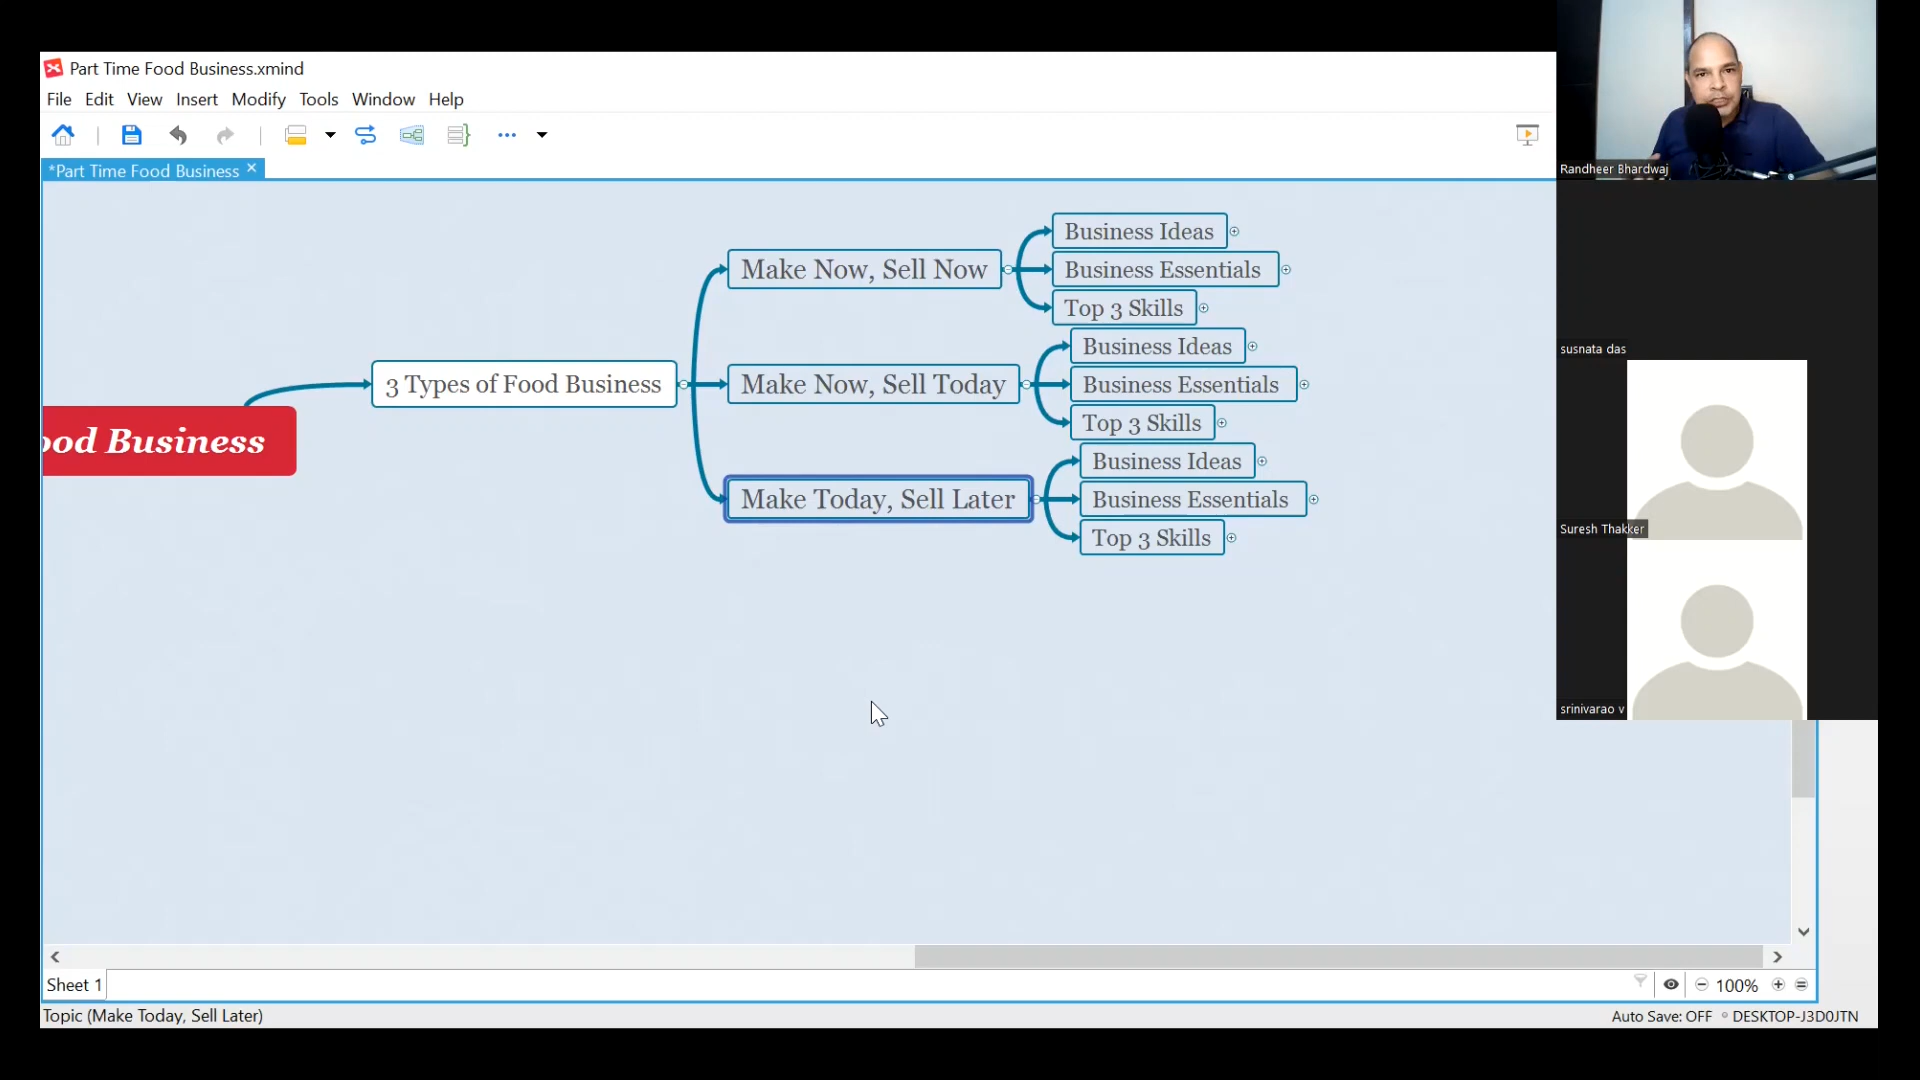 Part Time Food Business.xmind
File Edit View Insert Modify Tools Window Help
*Part Time Food Business
ood Business
3 Types of Food Business
Make Now, Sell Now
Business Ideas
Business Essentials
Top 3 Skills
Make Now, Sell Today
Business Ideas
Business Essentials
Top 3 Skills
Make Today, Sell Later
Business Ideas
Business Essentials
Top 3 Skills
Randheer Bhardwaj
susnata das
Suresh Thakker
srinivarao v
Sheet 1
100%
Topic (Make Today, Sell Later)
Auto Save: OFF
DESKTOP-J3D0JTN